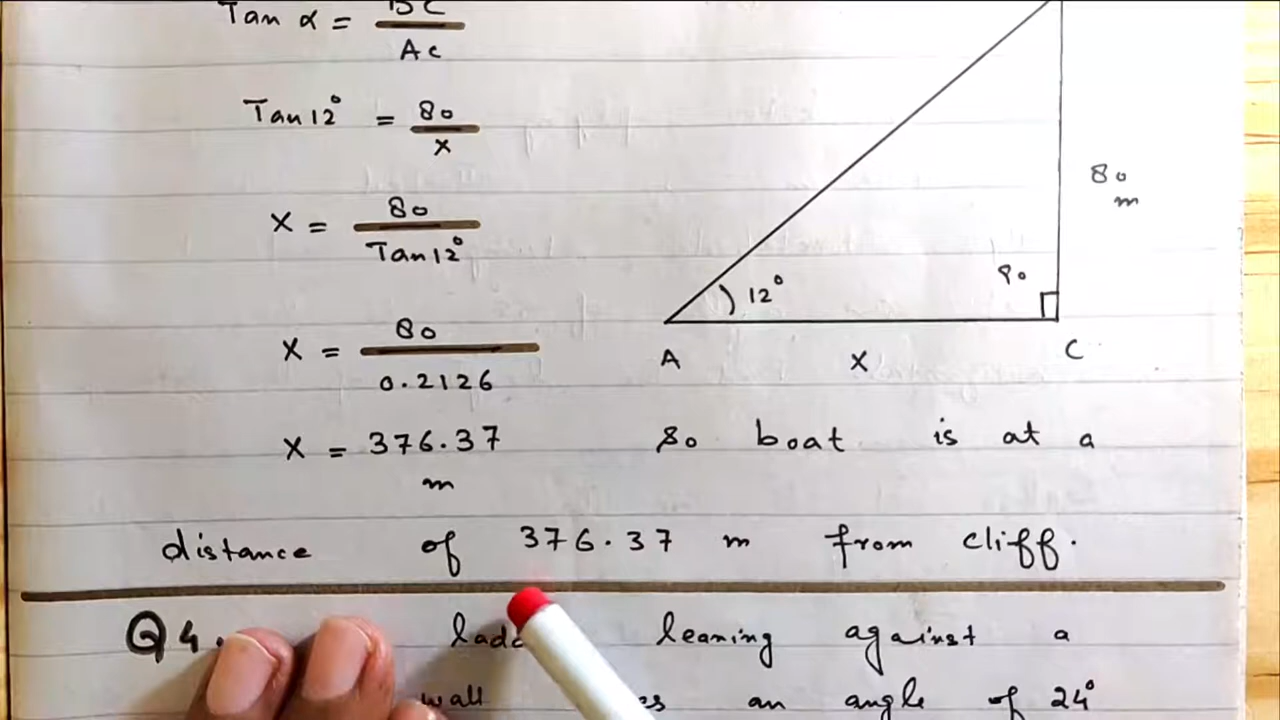 Tan α = BC
AC
Tan 12° = 80
x
x = 80
Tan 12°
x = 80
0.2126
x = 376.37
m
80
m
12°
90
A
x
C
So boat is at a
distance of 376.37 m from cliff.
Q4. leaning against a
wall an angle of 24°